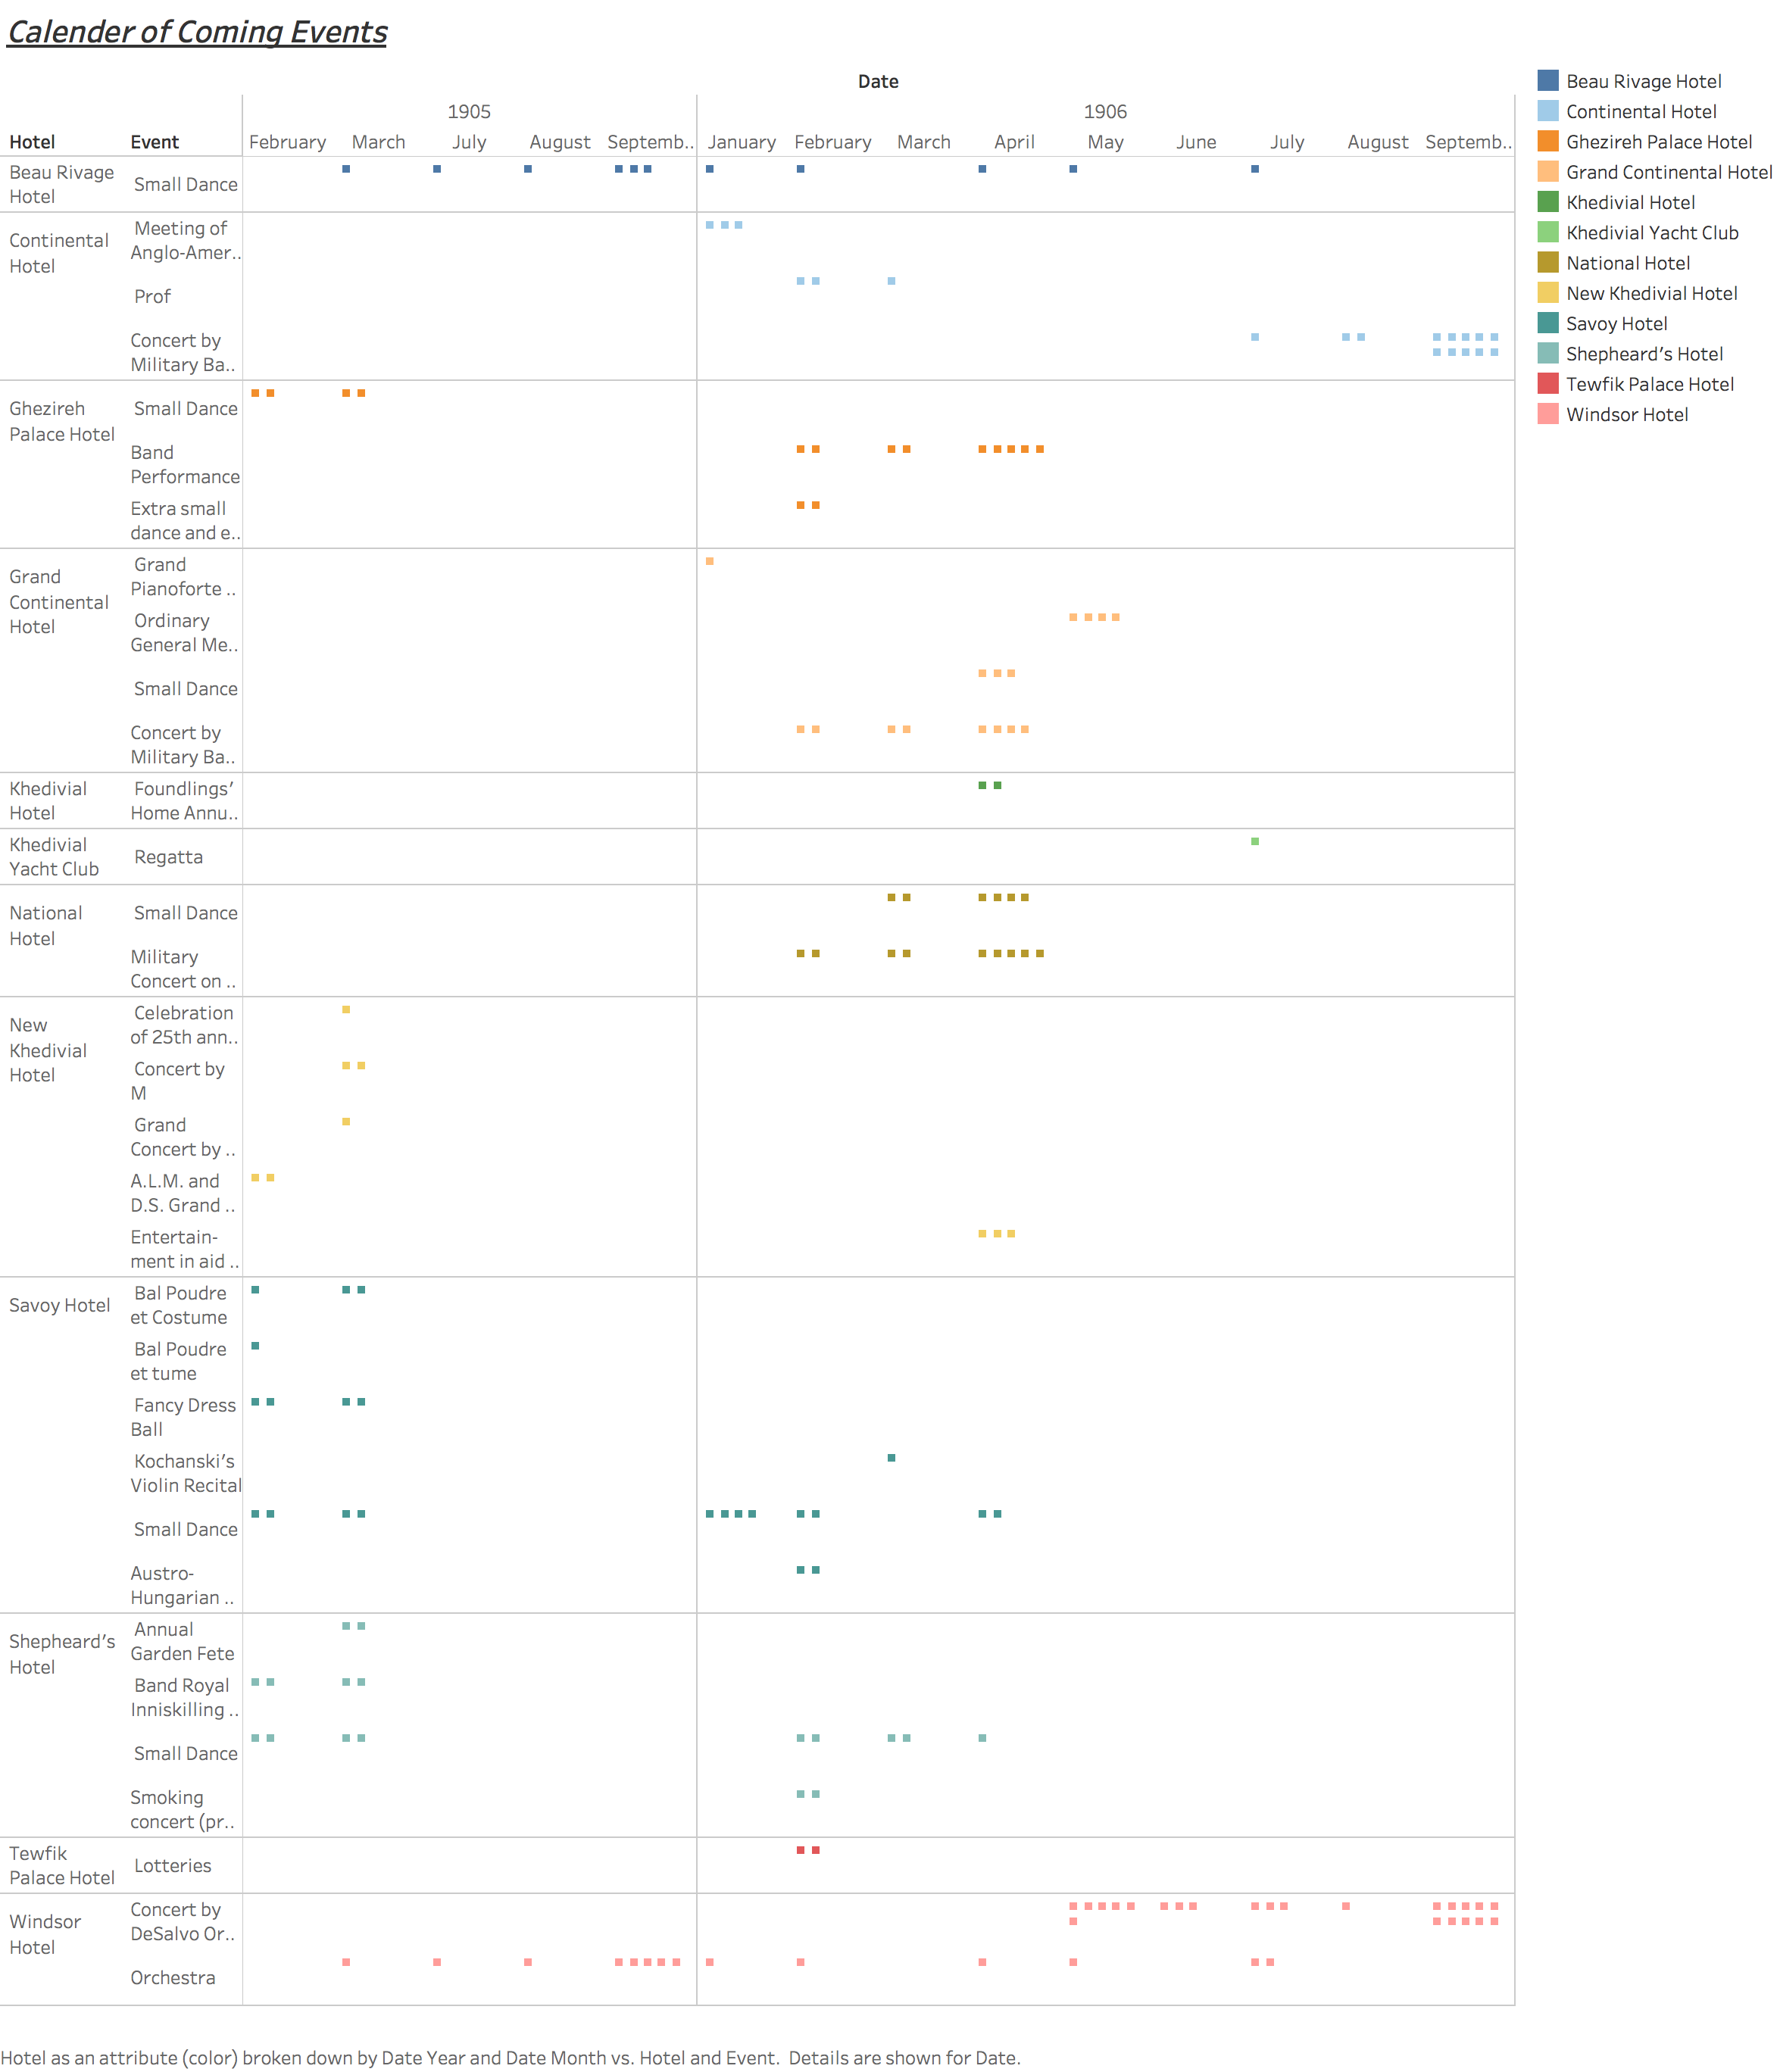 Calender of Coming Events
Date
1905
1906
Hotel Event February March July August Septemb.. January February March April May June July August Septemb..
Beau Rivage
Hotel
Small Dance
Continental
Hotel
Meeting of
Anglo-Amer..
Prof
Concert by
Military Ba..
Ghezireh
Palace Hotel
Small Dance
Band
Performance
Extra small
dance and e..
Grand
Continental
Hotel
Grand
Pianoforte ..
Ordinary
General Me..
Small Dance
Concert by
Military Ba..
Khedivial
Hotel
Foundlings’
Home Annu..
Khedivial
Yacht Club
Regatta
National
Hotel
Small Dance
Military
Concert on ..
New
Khedivial
Hotel
Celebration
of 25th ann..
Concert by
M
Grand
Concert by ..
A.L.M. and
D.S. Grand ..
Entertain-
ment in aid ..
Savoy Hotel
Bal Poudre
et Costume
Bal Poudre
et tume
Fancy Dress
Ball
Kochanski’s
Violin Recital
Small Dance
Austro-
Hungarian ..
Shepheard’s
Hotel
Annual
Garden Fete
Band Royal
Inniskilling ..
Small Dance
Smoking
concert (pr..
Tewfik
Palace Hotel
Lotteries
Windsor
Hotel
Concert by
DeSalvo Or..
Orchestra
Beau Rivage Hotel
Continental Hotel
Ghezireh Palace Hotel
Grand Continental Hotel
Khedivial Hotel
Khedivial Yacht Club
National Hotel
New Khedivial Hotel
Savoy Hotel
Shepheard’s Hotel
Tewfik Palace Hotel
Windsor Hotel
Hotel as an attribute (color) broken down by Date Year and Date Month vs. Hotel and Event. Details are shown for Date.